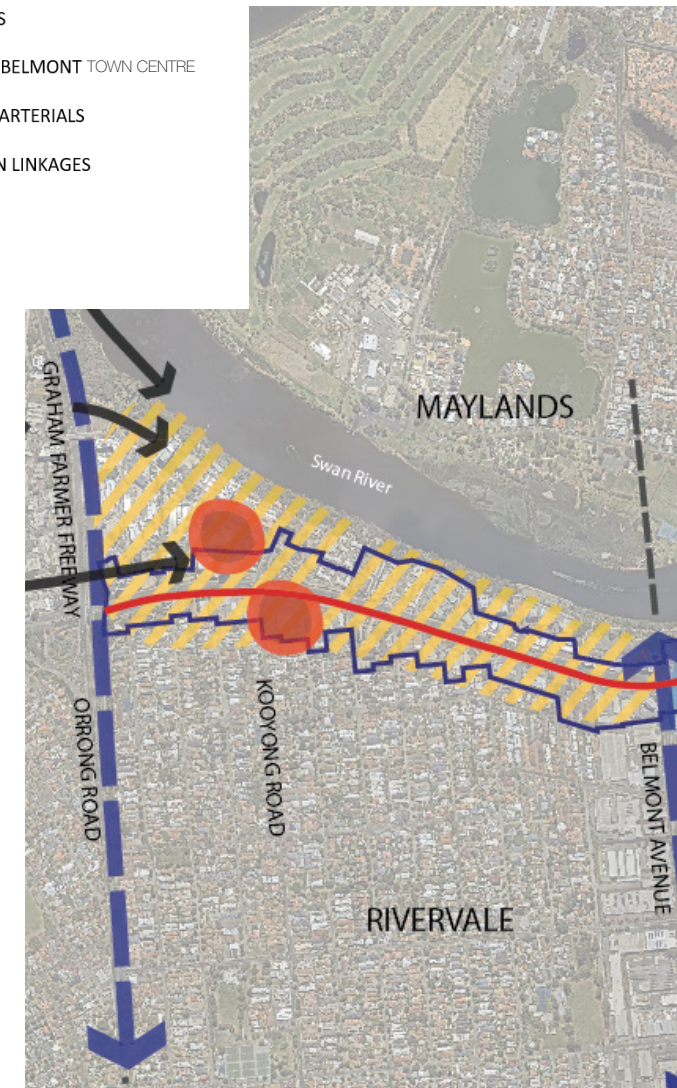 S
BELMONT TOWN CENTRE
ARTERIALS
N LINKAGES
GRAHAM FARMER FREEWAY
MAYLANDS
Swan River
ORRONG ROAD
KOOYONG ROAD
BELMONT AVENUE
RIVERVALE